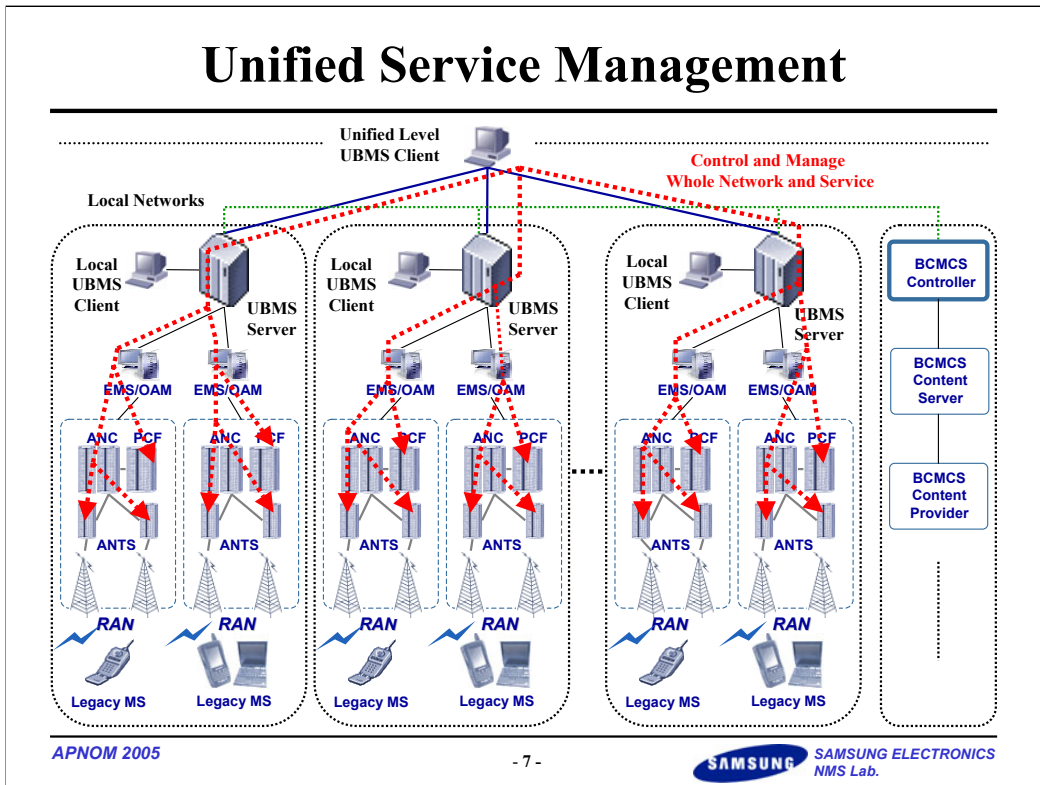 Unified Service Management
Unified Level
UBMS Client
Control and Manage
Whole Network and Service
Local Networks
Local
UBMS
Client
UBMS
Server
EMS/OAM
EMS/OAM
ANC
PCF
ANC
PCF
ANTS
ANTS
RAN
RAN
Legacy MS
Legacy MS
Local
UBMS
Client
UBMS
Server
EMS/OAM
EMS/OAM
ANC
PCF
ANC
PCF
ANTS
ANTS
RAN
RAN
Legacy MS
Legacy MS
Local
UBMS
Client
UBMS
Server
EMS/OAM
EMS/OAM
ANC
PCF
ANC
PCF
ANTS
ANTS
RAN
RAN
Legacy MS
Legacy MS
BCMCS
Controller
BCMCS
Content
Server
BCMCS
Content
Provider
APNOM 2005
- 7 -
SAMSUNG
SAMSUNG ELECTRONICS
NMS Lab.